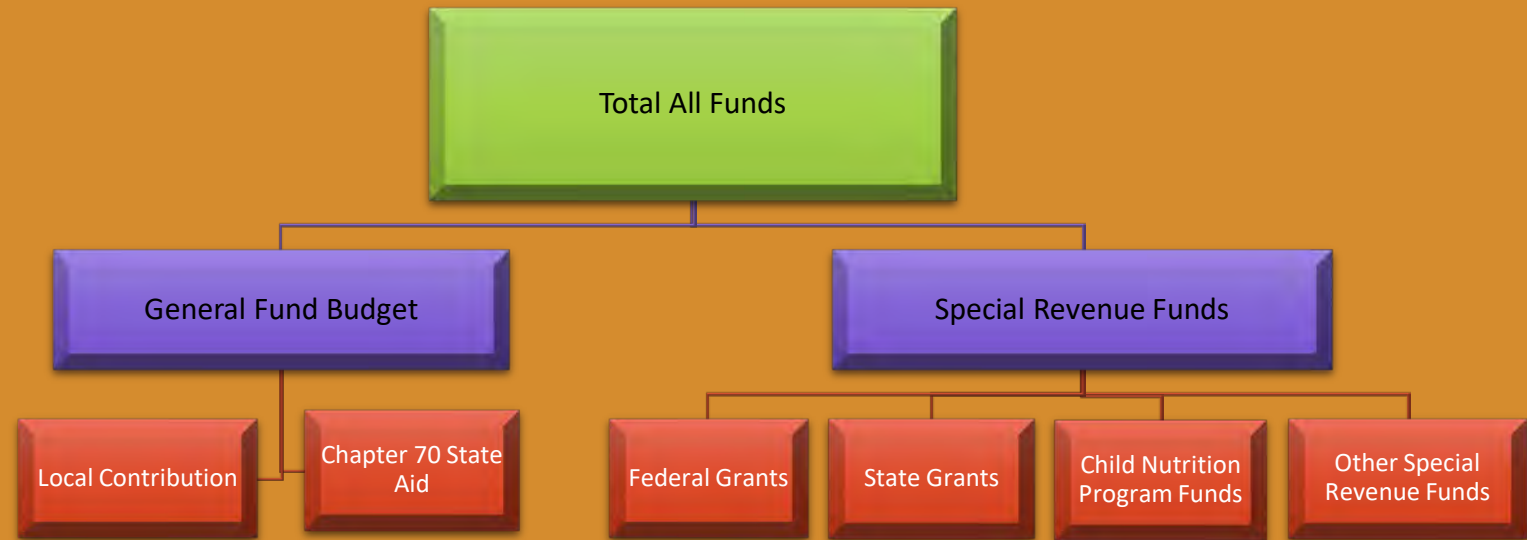 Total All Funds
General Fund Budget
Special Revenue Funds
Local Contribution
Chapter 70 State
Aid
Federal Grants
State Grants
Child Nutrition
Program Funds
Other Special
Revenue Funds